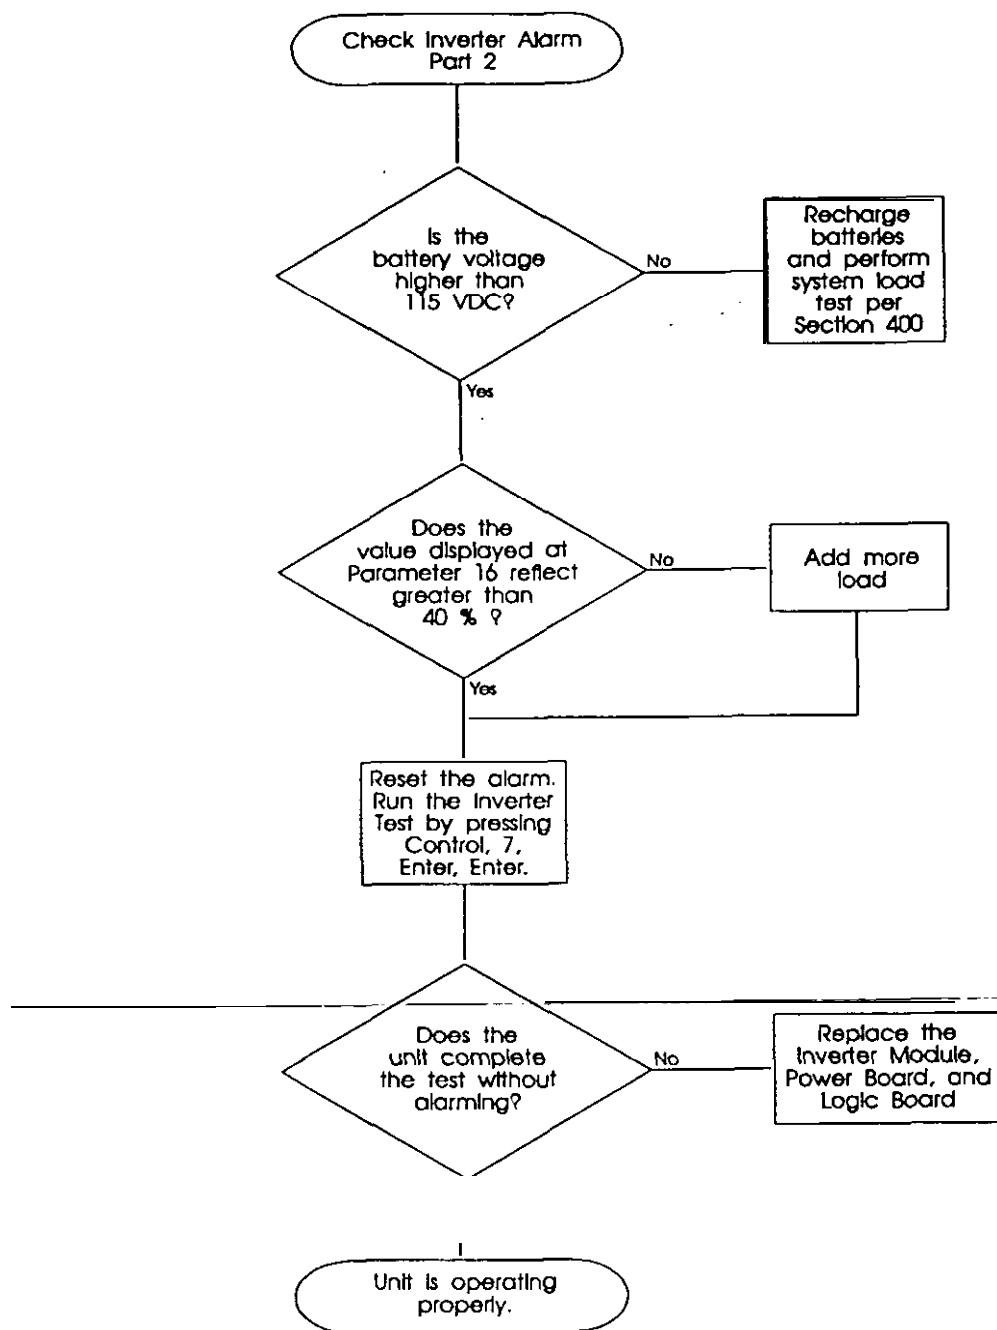 Check Inverter Alarm
Part 2
Is the
battery voltage
higher than
115 VDC?
No
Recharge
batteries
and perform
system load
test per
Section 400
Yes
Does the
value displayed at
Parameter 16 reflect
greater than
40 % ?
No
Add more
load
Yes
Reset the alarm.
Run the Inverter
Test by pressing
Control, 7,
Enter, Enter.
Does the
unit complete
the test without
alarming?
No
Replace the
Inverter Module,
Power Board, and
Logic Board
Unit is operating
properly.